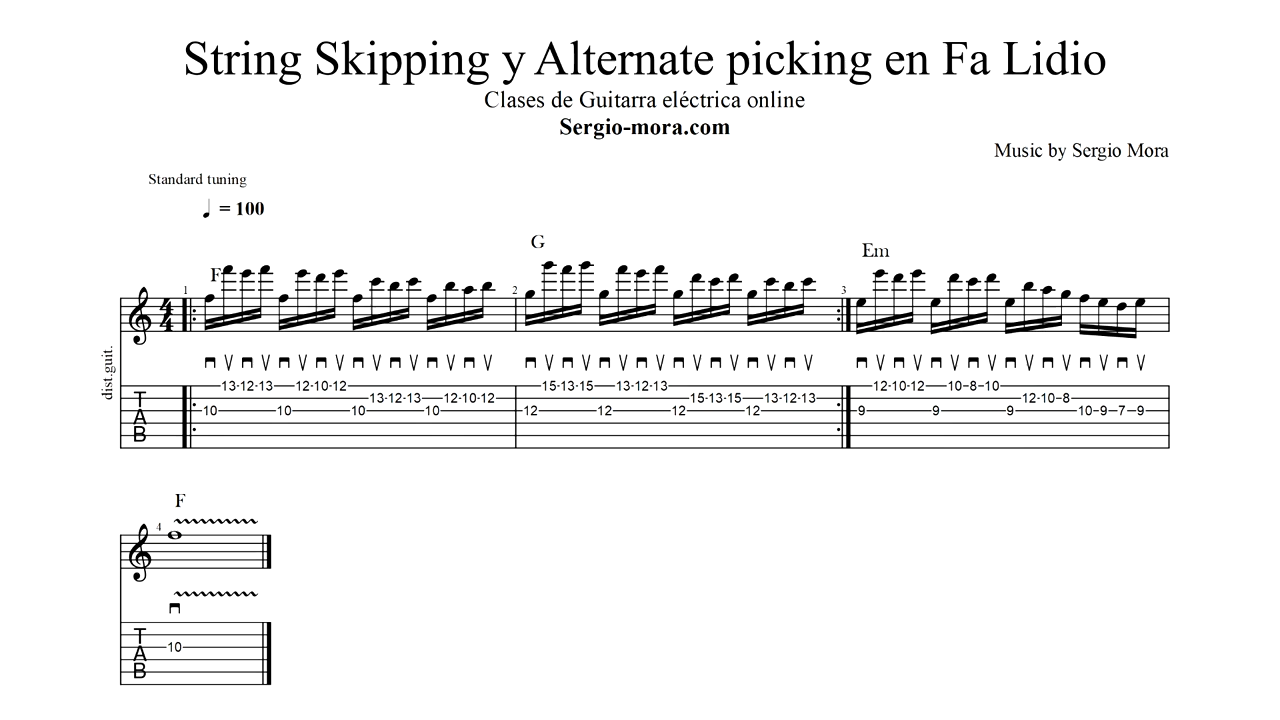 String Skipping y Alternate picking en Fa Lidio
Clases de Guitarra eléctrica online
Sergio-mora.com
Music by Sergio Mora
Standard tuning
= 100
F G Em
1 2 3
4 4
dist.guit.
13 12 13 12 10 12 15 13 15 13 12 13 12 10 12 10 8 10
T 13 12 13 12 10 12 15 13 15 13 12 13 12 10 8
A 10 10 10 10 12 12 12 12 9 9 9 10 9 7 9
B
F
4
T
A 10
B